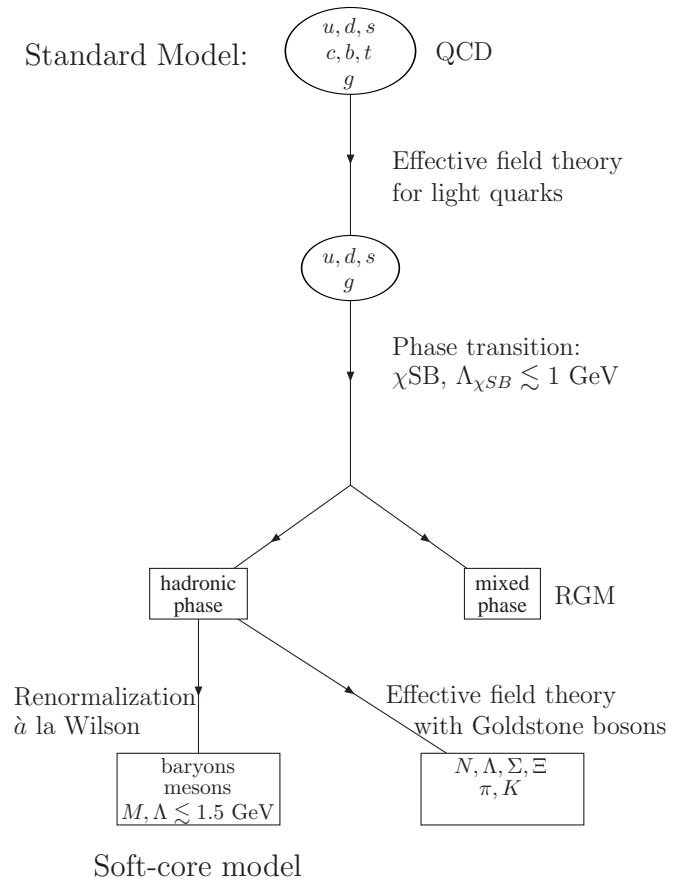 u, d, s
Standard Model:
c, b, t
QCD
g
Effective field theory
for light quarks
u, d, s
g
Phase transition:
χSB, Λ_χSB ≲ 1 GeV
hadronic
phase
mixed
phase
RGM
Renormalization
à la Wilson
Effective field theory
with Goldstone bosons
baryons
mesons
M, Λ ≲ 1.5 GeV
N, Λ, Σ, Ξ
π, K
Soft-core model